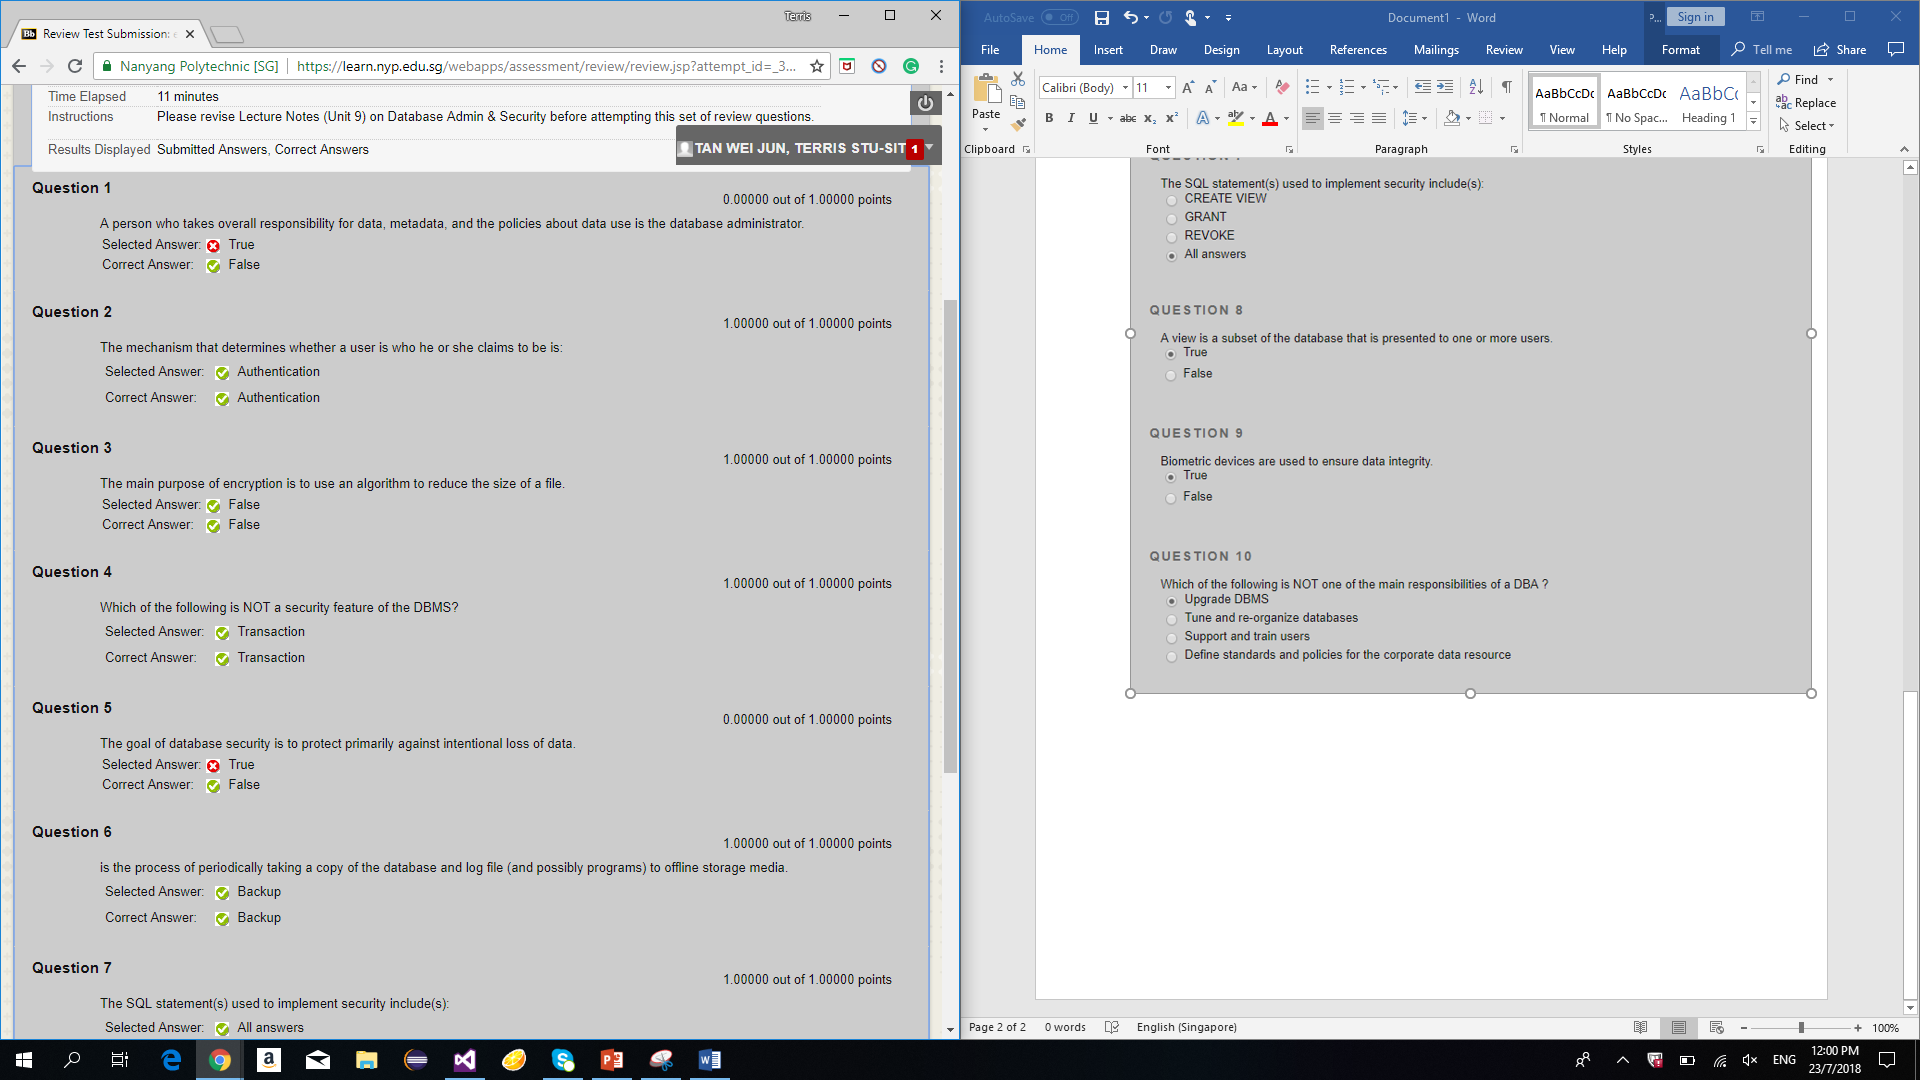 Terris
Review Test Submission:
Nanyang Polytechnic [SG]
https://learn.nyp.edu.sg/webapps/assessment/review/review.jsp?attempt_id=_3...
Time Elapsed 11 minutes
Instructions Please revise Lecture Notes (Unit 9) on Database Admin & Security before attempting this set of review questions.
TAN WEI JUN, TERRIS STU-SIT 1
Results Displayed Submitted Answers, Correct Answers
Question 1
0.00000 out of 1.00000 points
A person who takes overall responsibility for data, metadata, and the policies about data use is the database administrator.
Selected Answer: True
Correct Answer: False
Question 2
1.00000 out of 1.00000 points
The mechanism that determines whether a user is who he or she claims to be is:
Selected Answer: Authentication
Correct Answer: Authentication
Question 3
1.00000 out of 1.00000 points
The main purpose of encryption is to use an algorithm to reduce the size of a file.
Selected Answer: False
Correct Answer: False
Question 4
1.00000 out of 1.00000 points
Which of the following is NOT a security feature of the DBMS?
Selected Answer: Transaction
Correct Answer: Transaction
Question 5
0.00000 out of 1.00000 points
The goal of database security is to protect primarily against intentional loss of data.
Selected Answer: True
Correct Answer: False
Question 6
1.00000 out of 1.00000 points
is the process of periodically taking a copy of the database and log file (and possibly programs) to offline storage media.
Selected Answer: Backup
Correct Answer: Backup
Question 7
1.00000 out of 1.00000 points
The SQL statement(s) used to implement security include(s):
Selected Answer: All answers
AutoSave Off
Document1 - Word
P...
Sign in
File Home Insert Draw Design Layout References Mailings Review View Help Format Tell me Share
Paste
Calibri (Body) 11
AaBbCcDc AaBbCcDc AaBbCc
¶ Normal ¶ No Spac... Heading 1
Find
Replace
Select
Clipboard Font Paragraph Styles Editing
The SQL statement(s) used to implement security include(s):
CREATE VIEW
GRANT
REVOKE
All answers
QUESTION 8
A view is a subset of the database that is presented to one or more users.
True
False
QUESTION 9
Biometric devices are used to ensure data integrity.
True
False
QUESTION 10
Which of the following is NOT one of the main responsibilities of a DBA ?
Upgrade DBMS
Tune and re-organize databases
Support and train users
Define standards and policies for the corporate data resource
Page 2 of 2 0 words English (Singapore) 100%
ENG
12:00 PM
23/7/2018